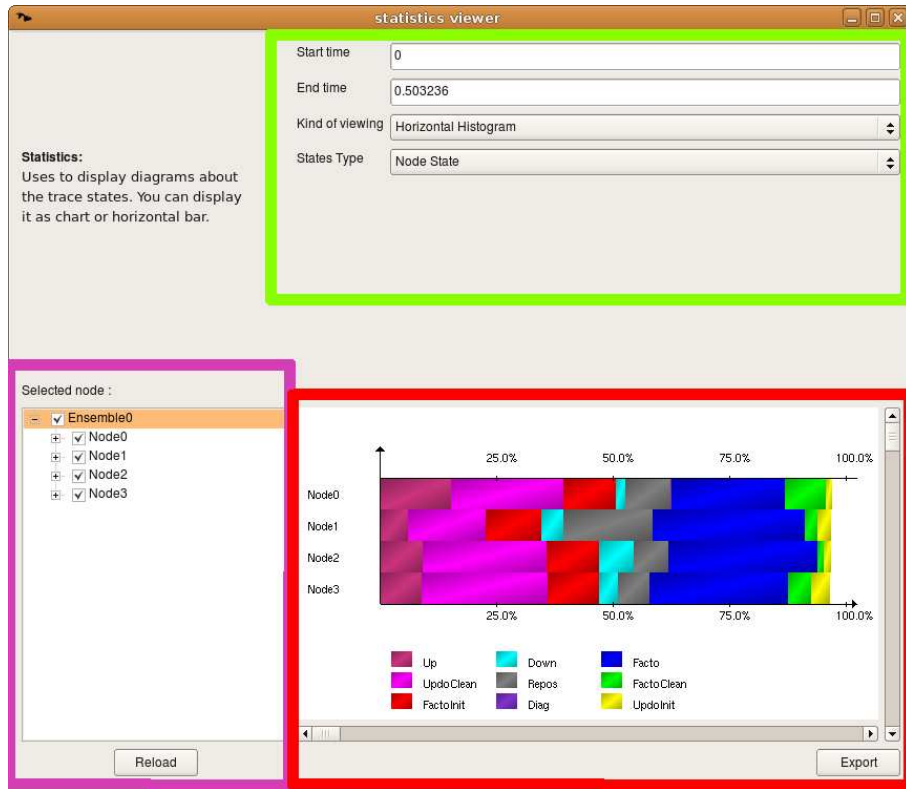 statistics viewer
Start time 0
End time 0.503236
Kind of viewing Horizontal Histogram
States Type Node State
Statistics:
Uses to display diagrams about
the trace states. You can display
it as chart or horizontal bar.
Selected node :
Ensemble0
Node0
Node1
Node2
Node3
Reload
25.0% 50.0% 75.0% 100.0%
Node0
Node1
Node2
Node3
25.0% 50.0% 75.0% 100.0%
Up Down Facto
UpdoClean Repos FactoClean
FactoInit Diag UpdoInit
Export